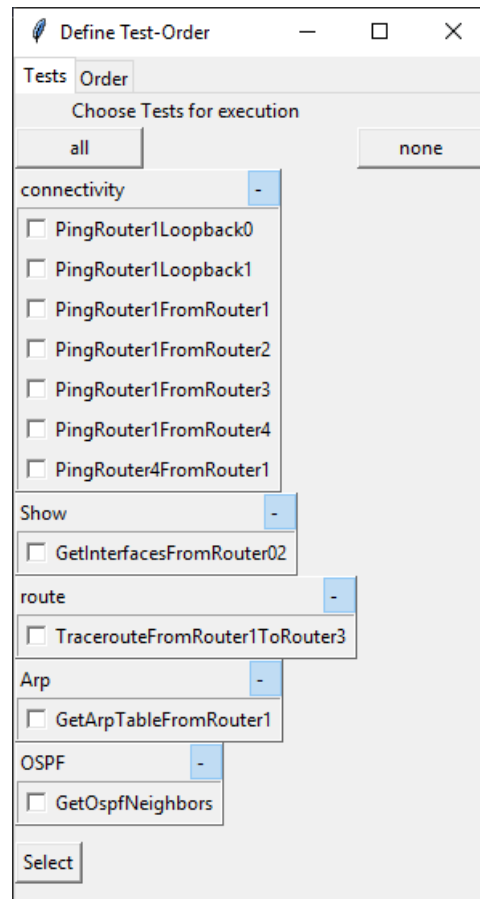 Define Test-Order
Tests Order
Choose Tests for execution
all none
connectivity -
PingRouter1Loopback0
PingRouter1Loopback1
PingRouter1FromRouter1
PingRouter1FromRouter2
PingRouter1FromRouter3
PingRouter1FromRouter4
PingRouter4FromRouter1
Show -
GetInterfacesFromRouter02
route -
TracerouteFromRouter1ToRouter3
Arp -
GetArpTableFromRouter1
OSPF -
GetOspfNeighbors
Select